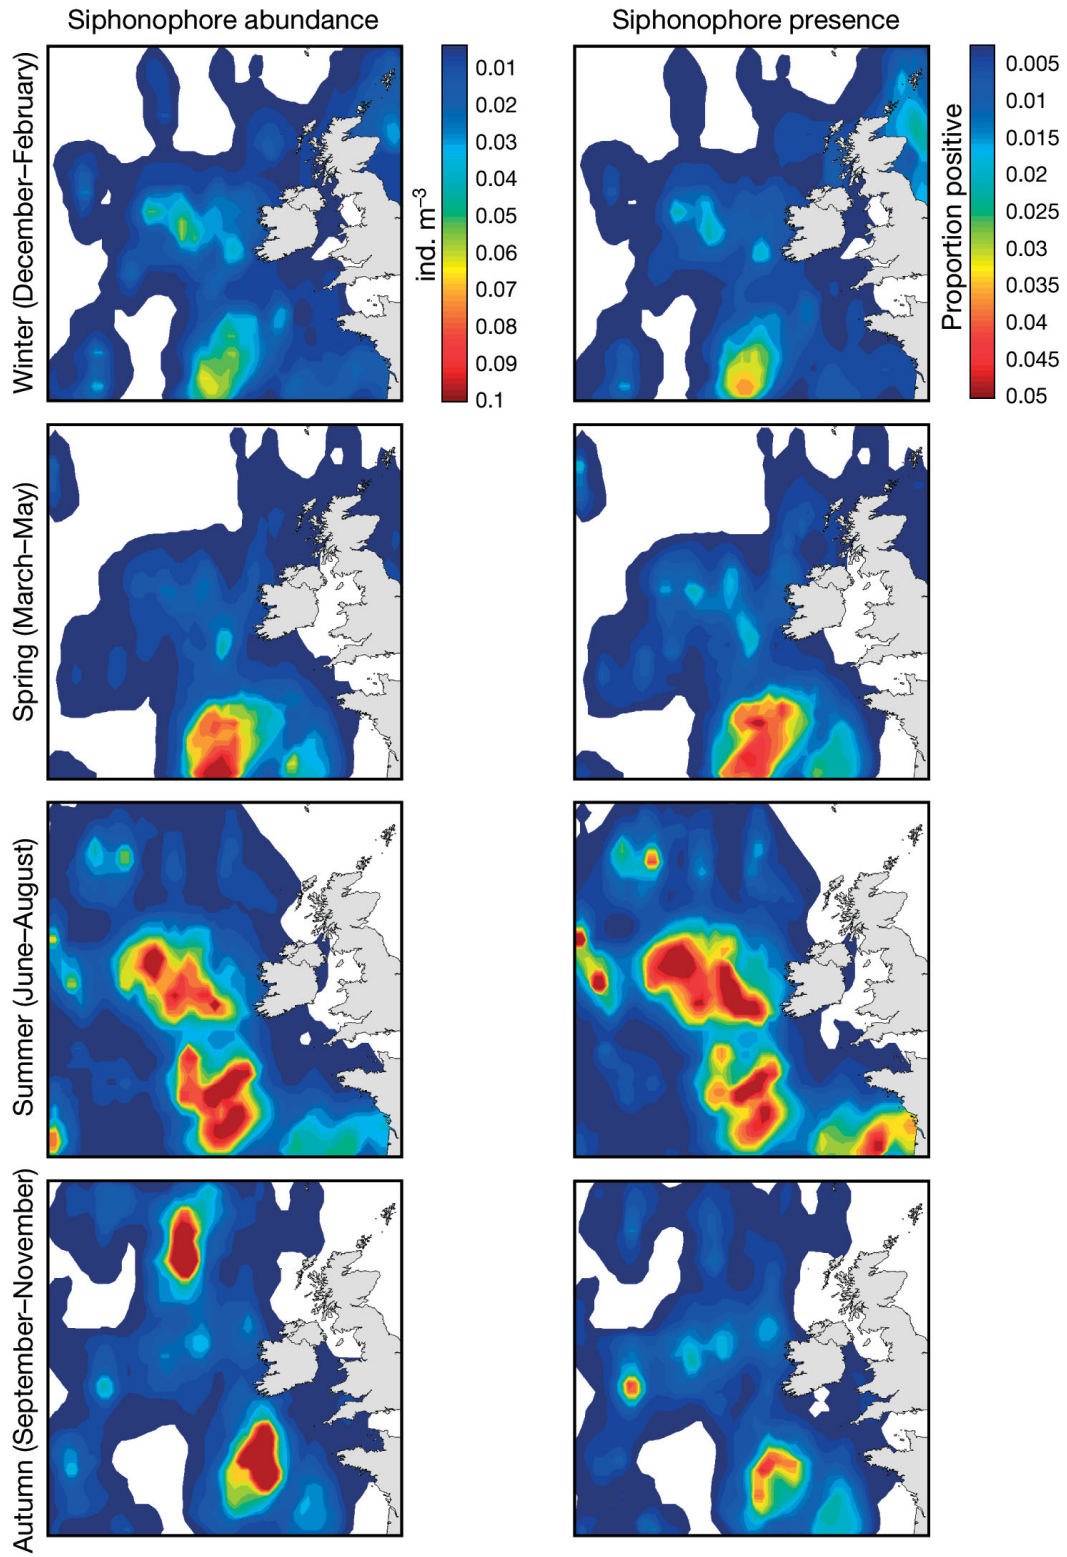 Siphonophore abundance
Siphonophore presence
Winter (December–February)
0.01
0.02
0.03
0.04
0.05
0.06
0.07
0.08
0.09
0.1
ind. m⁻³
Proportion positive
0.005
0.01
0.015
0.02
0.025
0.03
0.035
0.04
0.045
0.05
Spring (March–May)
Summer (June–August)
Autumn (September–November)